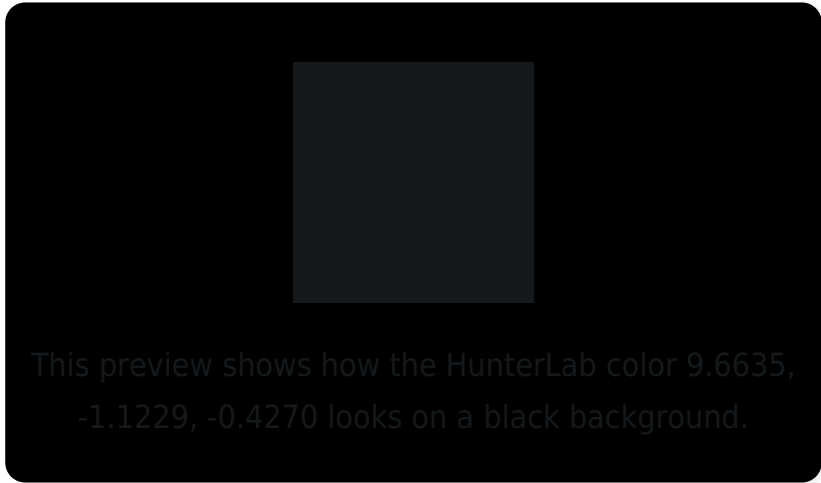 This preview shows how the HunterLab color 9.6635,
-1.1229, -0.4270 looks on a black background.